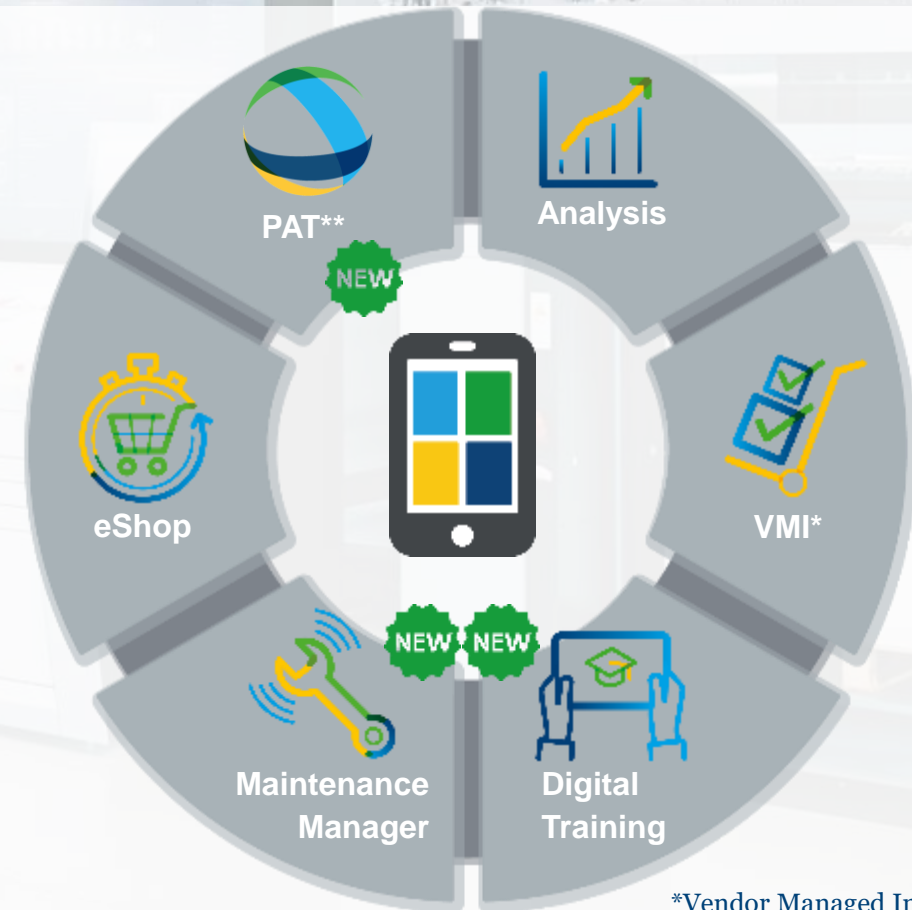 PAT**
NEW
Analysis
eShop
VMI*
NEW
NEW
Maintenance
Manager
Digital
Training
*Vendor Managed